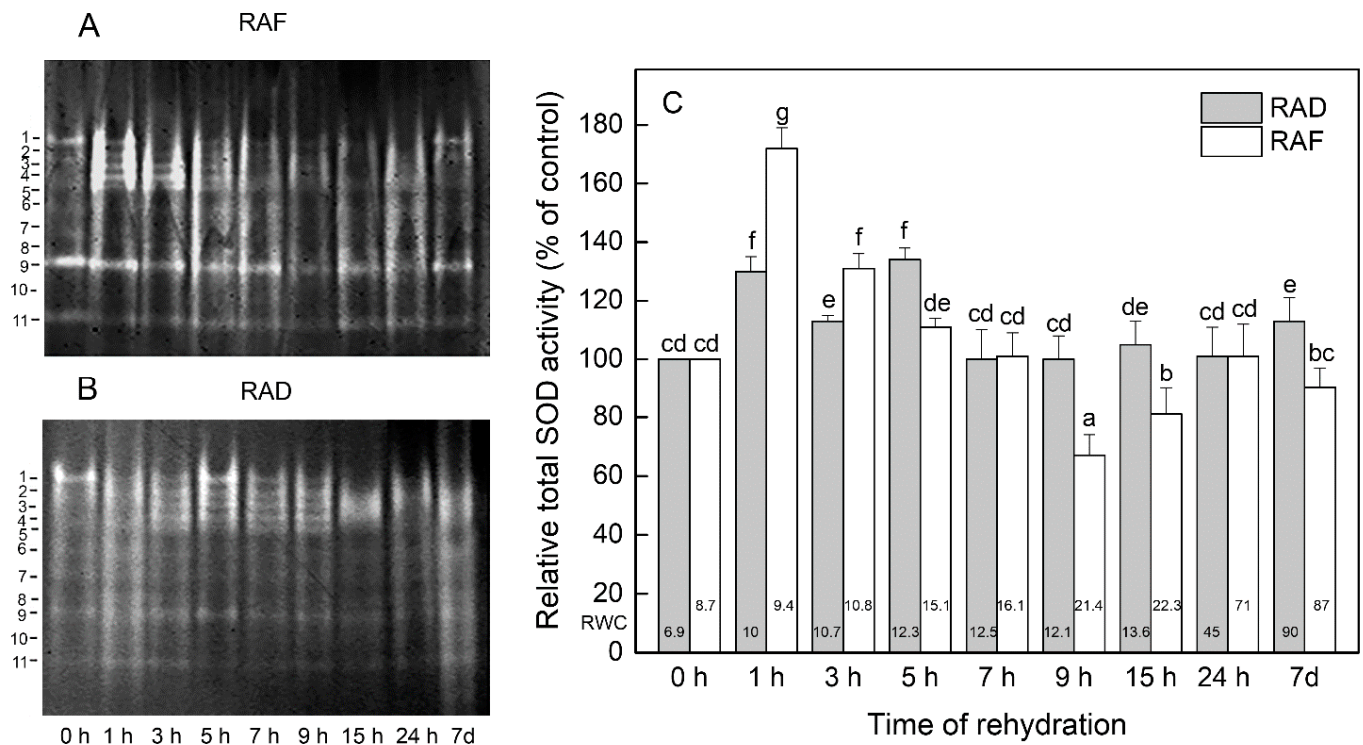 A
RAF
1
2
3
4
5
6
7
8
9
10
11
B
RAD
1
2
3
4
5
6
7
8
9
10
11
0 h 1 h 3 h 5 h 7 h 9 h 15 h 24 h 7d
C
RAD
RAF
Relative total SOD activity (% of control)
180
160
140
120
100
80
60
40
20
0
RWC
cd cd f g e f f de cd cd cd a de b cd cd e bc
6.9 8.7 10 9.4 10.7 10.8 12.3 15.1 12.5 16.1 12.1 21.4 13.6 22.3 45 71 90 87
0 h 1 h 3 h 5 h 7 h 9 h 15 h 24 h 7d
Time of rehydration